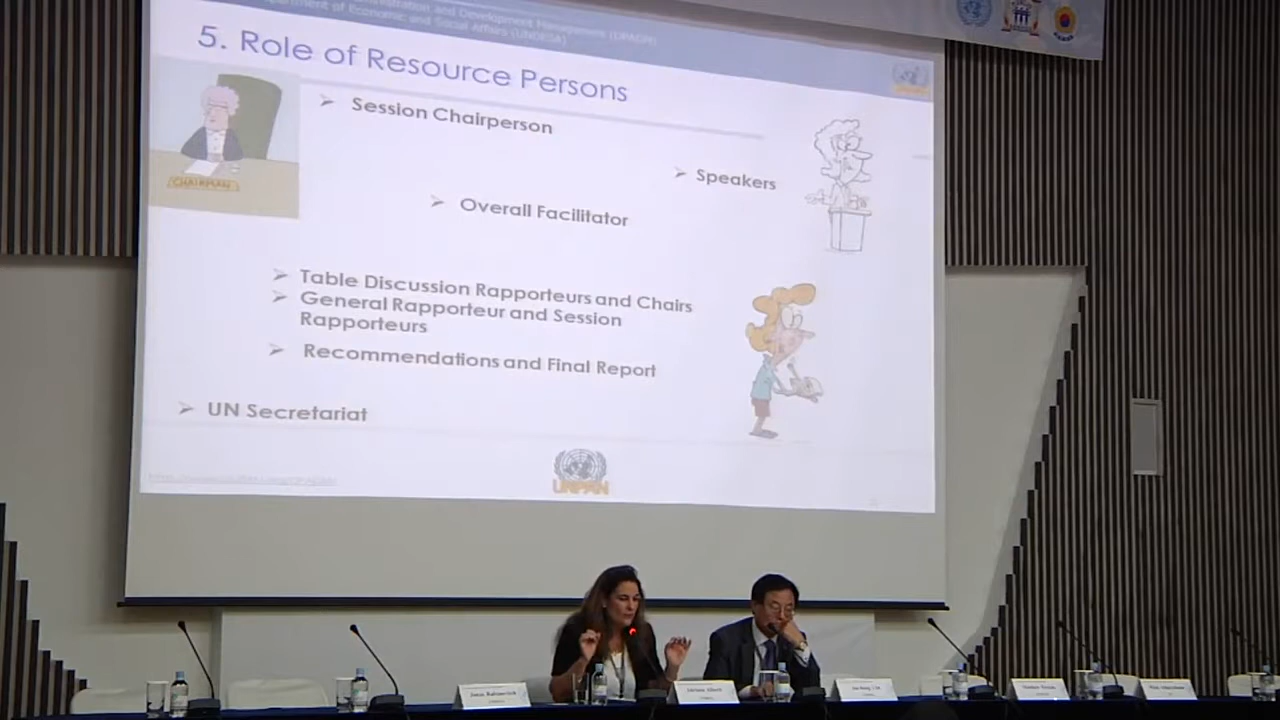 5. Role of Resource Persons
Session Chairperson
CHAIRMAN
Speakers
Overall Facilitator
Table Discussion Rapporteurs and Chairs
General Rapporteur and Session
Rapporteurs
Recommendations and Final Report
UN Secretariat
UNPAN